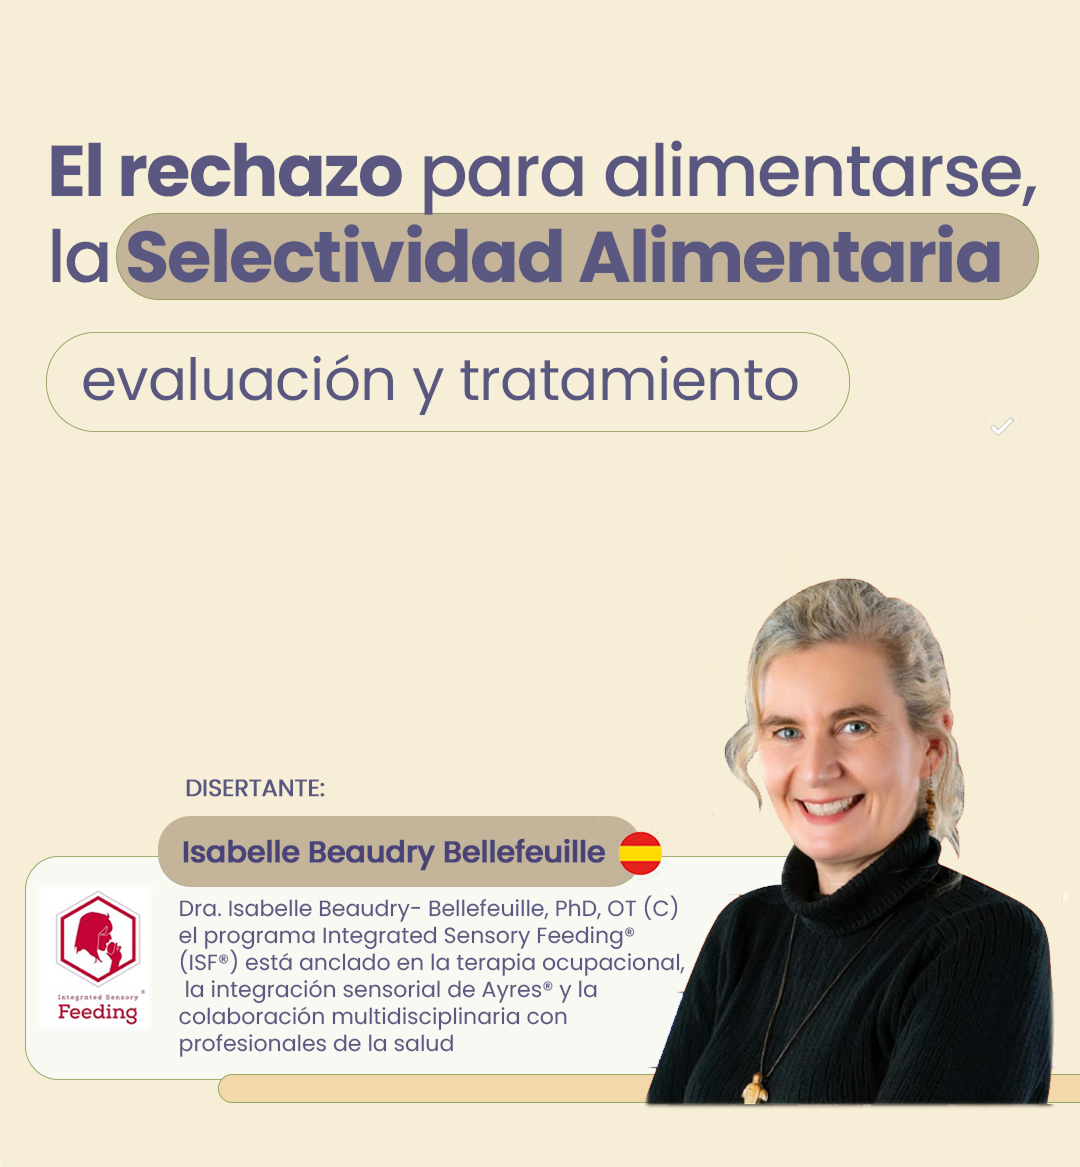 El rechazo para alimentarse,
la Selectividad Alimentaria
evaluación y tratamiento
DISERTANTE:
Isabelle Beaudry Bellefeuille
Dra. Isabelle Beaudry- Bellefeuille, PhD, OT (C)
el programa Integrated Sensory Feeding®
(ISF®) está anclado en la terapia ocupacional,
la integración sensorial de Ayres® y la
colaboración multidisciplinaria con
profesionales de la salud
Integrated Sensory ®
Feeding